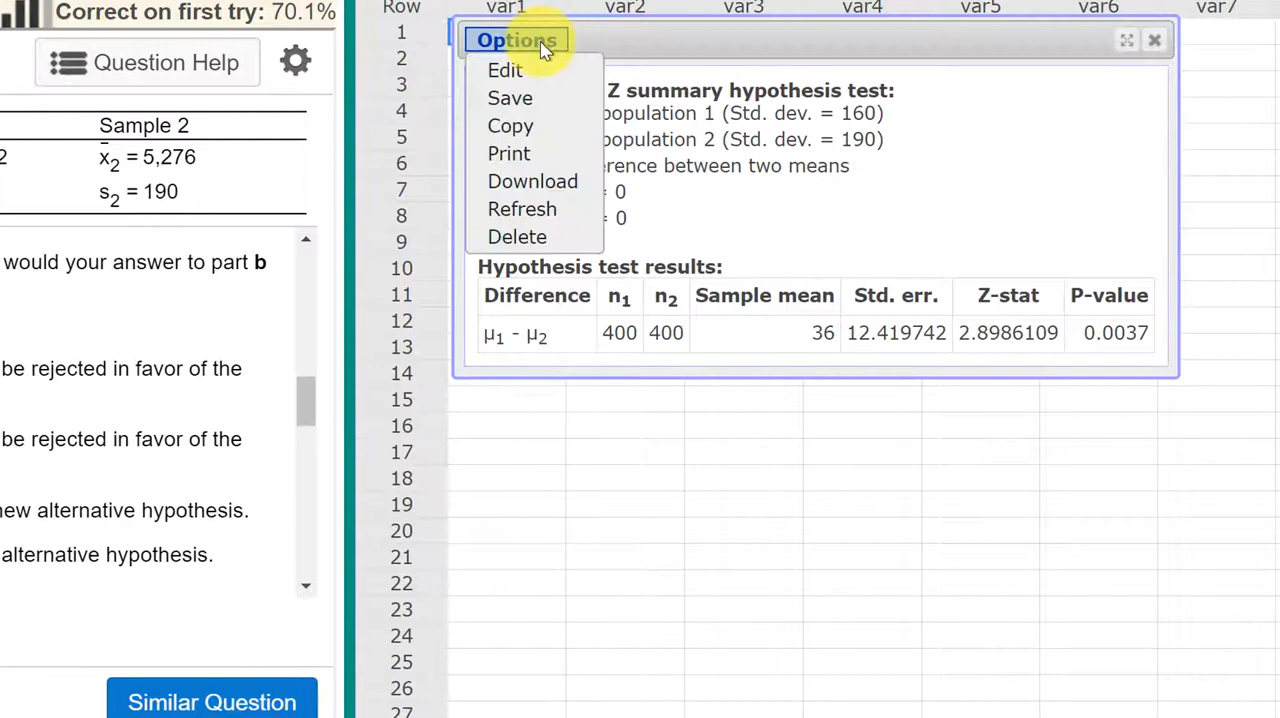 Correct on first try: 70.1%
Question Help
Sample 2
2 x̄2 = 5,276
s2 = 190
would your answer to part b
be rejected in favor of the
be rejected in favor of the
new alternative hypothesis.
alternative hypothesis.
Similar Question
Row var1 var2 var3 var4 var5 var6 var7
1
2
3
4
5
6
7
8
9
10
11
12
13
14
15
16
17
18
19
20
21
22
23
24
25
26
27
Options
Edit
Save
Copy
Print
Download
Refresh
Delete
Z summary hypothesis test:
population 1 (Std. dev. = 160)
population 2 (Std. dev. = 190)
erence between two means
= 0
= 0
Hypothesis test results:
Difference n1 n2 Sample mean Std. err. Z-stat P-value
μ1 - μ2 400 400 36 12.419742 2.8986109 0.0037